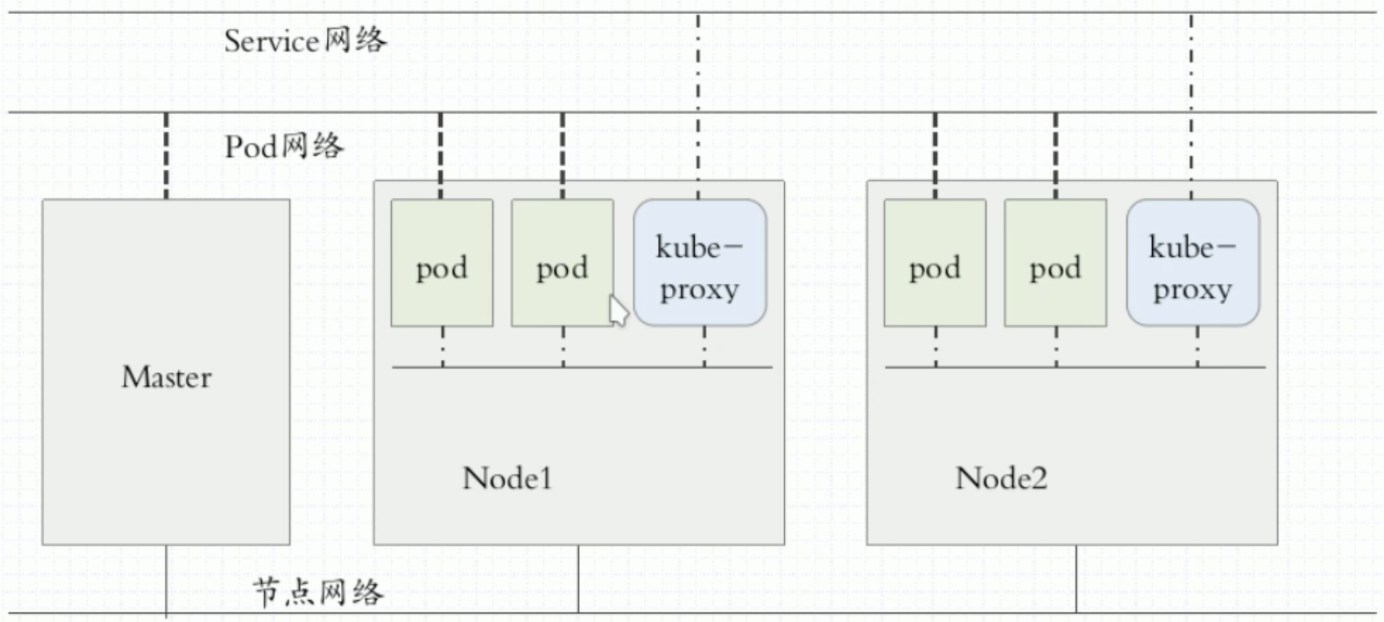 Service网络
Pod网络
pod
pod
kube-
proxy
pod
pod
kube-
proxy
Master
Node1
Node2
节点网络